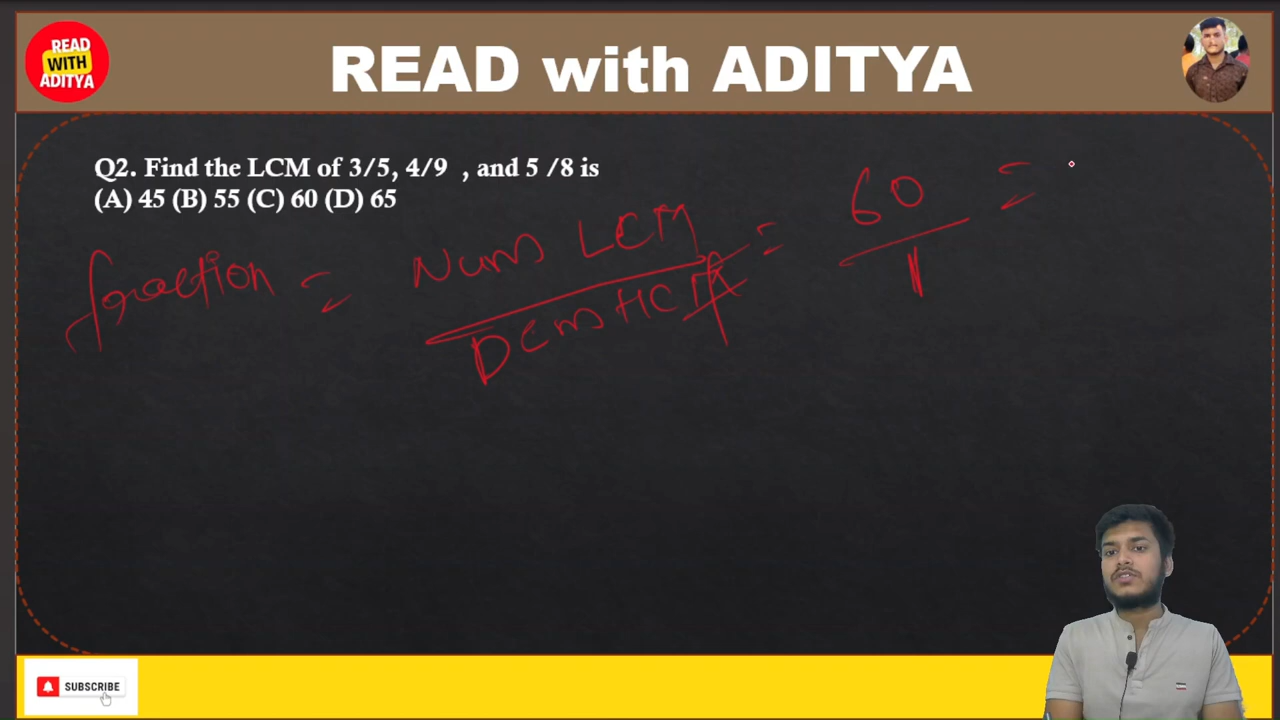 READ
WITH
ADITYA
READ with ADITYA
Q2. Find the LCM of 3/5, 4/9 , and 5 /8 is
(A) 45 (B) 55 (C) 60 (D) 65
fraction = Num LCM / Dem HCF = 60 / 1 =
SUBSCRIBE